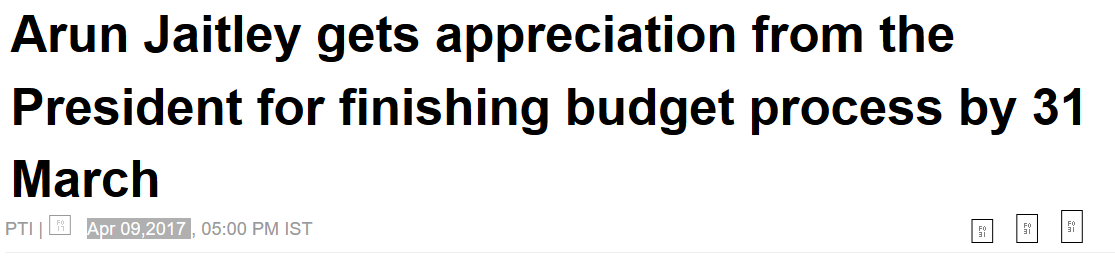 Arun Jaitley gets appreciation from the
President for finishing budget process by 31
March
PTI | Apr 09,2017 , 05:00 PM IST